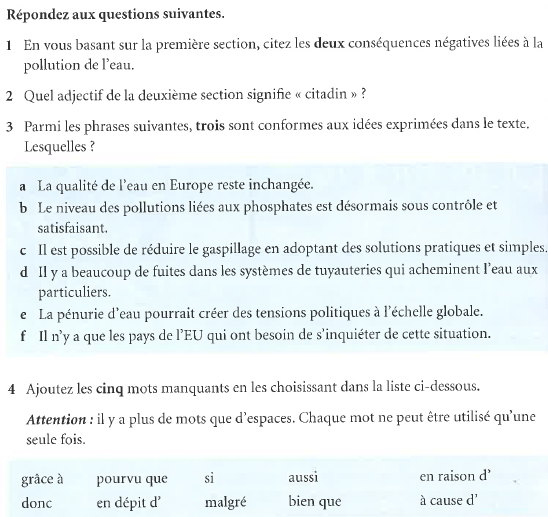 Répondez aux questions suivantes.
1 En vous basant sur la première section, citez les deux conséquences négatives liées à la
pollution de l'eau.
2 Quel adjectif de la deuxième section signifie « citadin » ?
3 Parmi les phrases suivantes, trois sont conformes aux idées exprimées dans le texte.
Lesquelles ?
a La qualité de l'eau en Europe reste inchangée.
b Le niveau des pollutions liées aux phosphates est désormais sous contrôle et
satisfaisant.
c Il est possible de réduire le gaspillage en adoptant des solutions pratiques et simples.
d Il y a beaucoup de fuites dans les systèmes de tuyauteries qui acheminent l'eau aux
particuliers.
e La pénurie d'eau pourrait créer des tensions politiques à l'échelle globale.
f Il n'y a que les pays de l'EU qui ont besoin de s'inquiéter de cette situation.
4 Ajoutez les cinq mots manquants en les choisissant dans la liste ci-dessous.
Attention : il y a plus de mots que d'espaces. Chaque mot ne peut être utilisé qu'une
seule fois.
grâce à pourvu que si aussi en raison d'
donc en dépit d' malgré bien que à cause d'